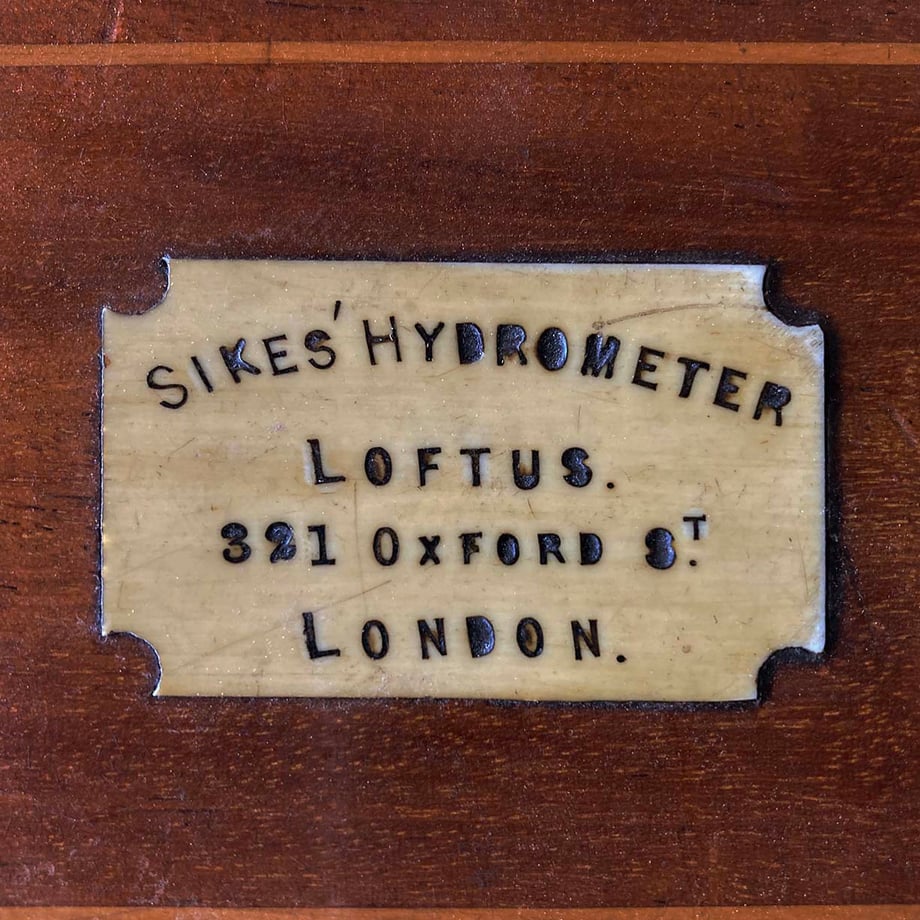 SIKES' HYDROMETER
LOFTUS.
321 OXFORD ST.
LONDON.